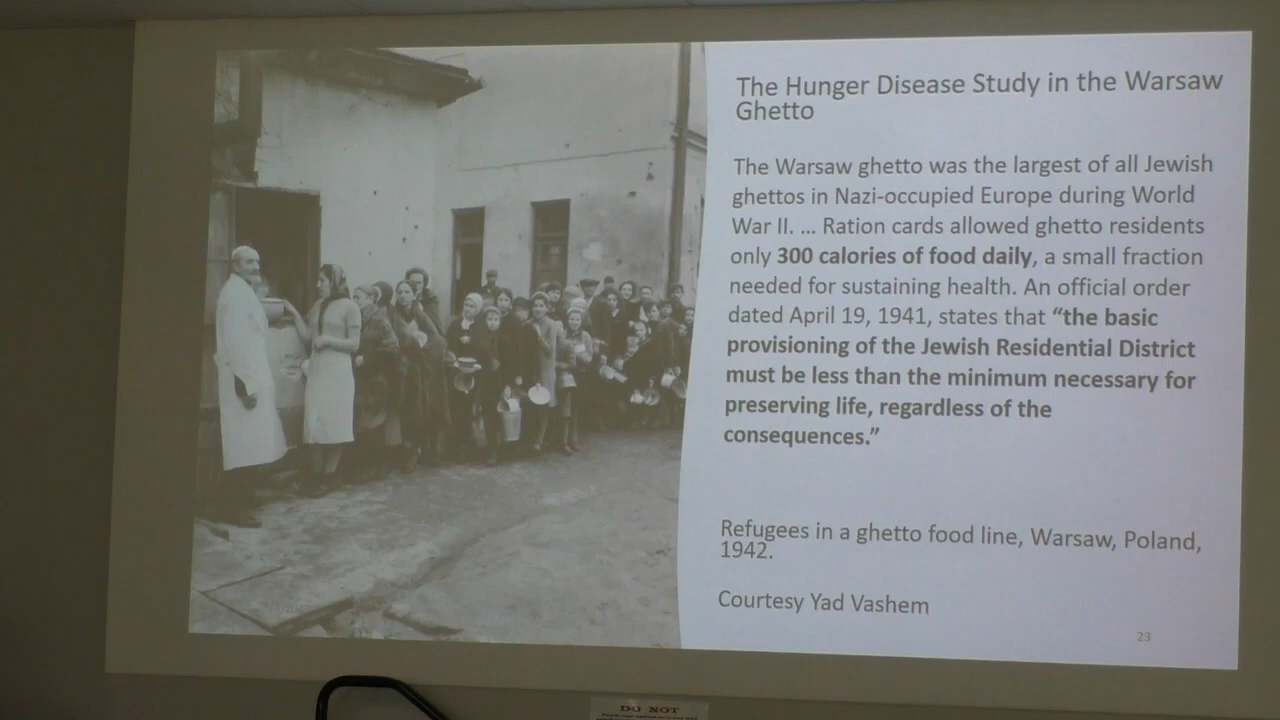 The Hunger Disease Study in the Warsaw
Ghetto
The Warsaw ghetto was the largest of all Jewish
ghettos in Nazi-occupied Europe during World
War II. ... Ration cards allowed ghetto residents
only 300 calories of food daily, a small fraction
needed for sustaining health. An official order
dated April 19, 1941, states that “the basic
provisioning of the Jewish Residential District
must be less than the minimum necessary for
preserving life, regardless of the
consequences.”
Refugees in a ghetto food line, Warsaw, Poland,
1942.
Courtesy Yad Vashem
23
DO NOT